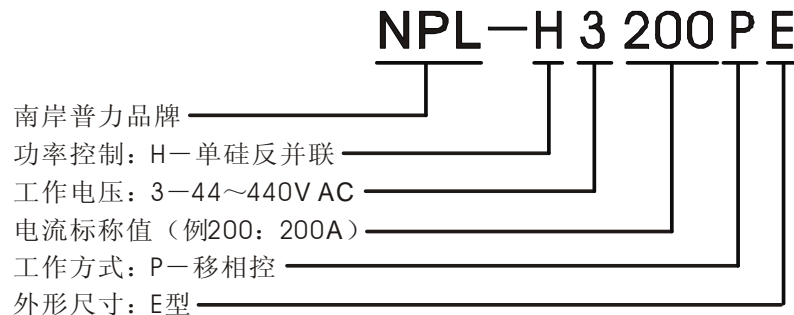 NPL－H 3 200 P E
南岸普力品牌
功率控制：H－单硅反并联
工作电压：3－44～440V AC
电流标称值（例200：200A）
工作方式：P－移相控
外形尺寸：E型